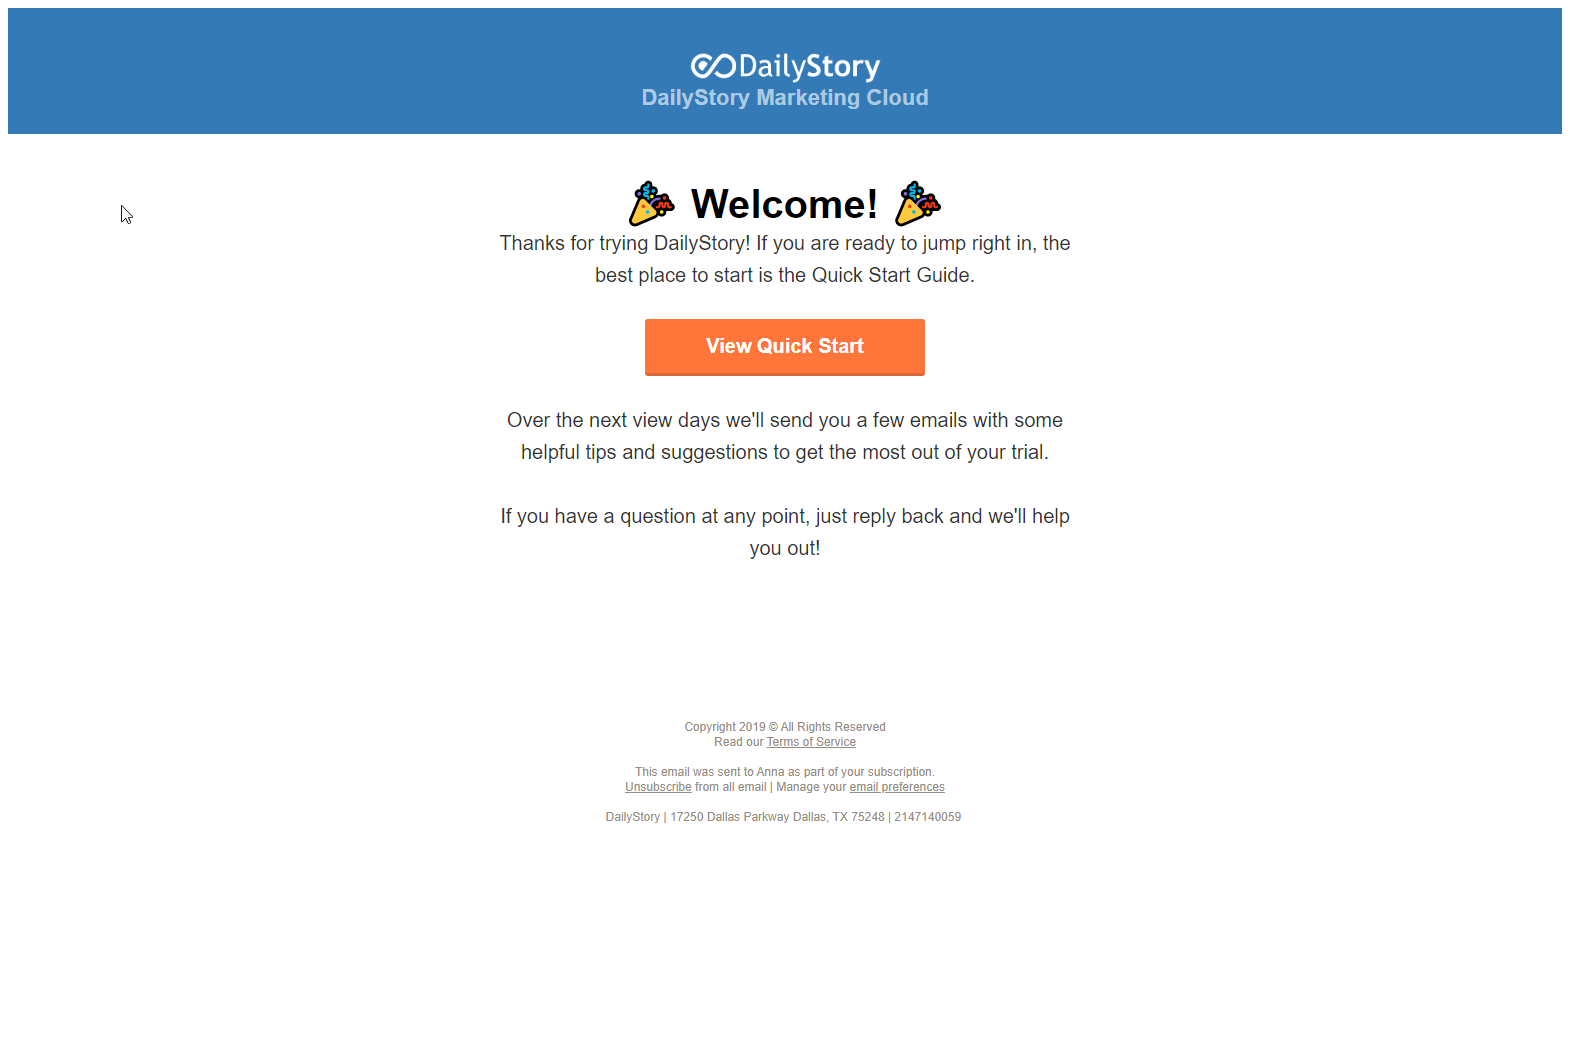 DailyStory
DailyStory Marketing Cloud
🎉 Welcome! 🎉
Thanks for trying DailyStory! If you are ready to jump right in, the
best place to start is the Quick Start Guide.
View Quick Start
Over the next view days we'll send you a few emails with some
helpful tips and suggestions to get the most out of your trial.
If you have a question at any point, just reply back and we'll help
you out!
Copyright 2019 © All Rights Reserved
Read our Terms of Service
This email was sent to Anna as part of your subscription.
Unsubscribe from all email | Manage your email preferences
DailyStory | 17250 Dallas Parkway Dallas, TX 75248 | 2147140059